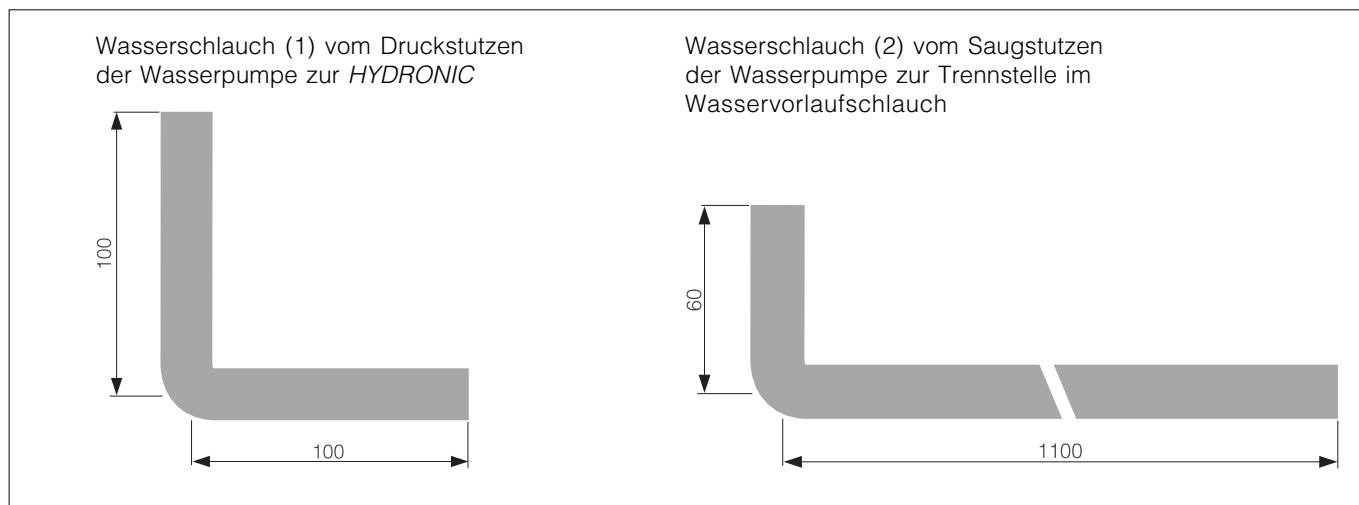 Wasserschlauch (1) vom Druckstutzen
der Wasserpumpe zur HYDRONIC
100
100
Wasserschlauch (2) vom Saugstutzen
der Wasserpumpe zur Trennstelle im
Wasservorlaufschlauch
60
1100